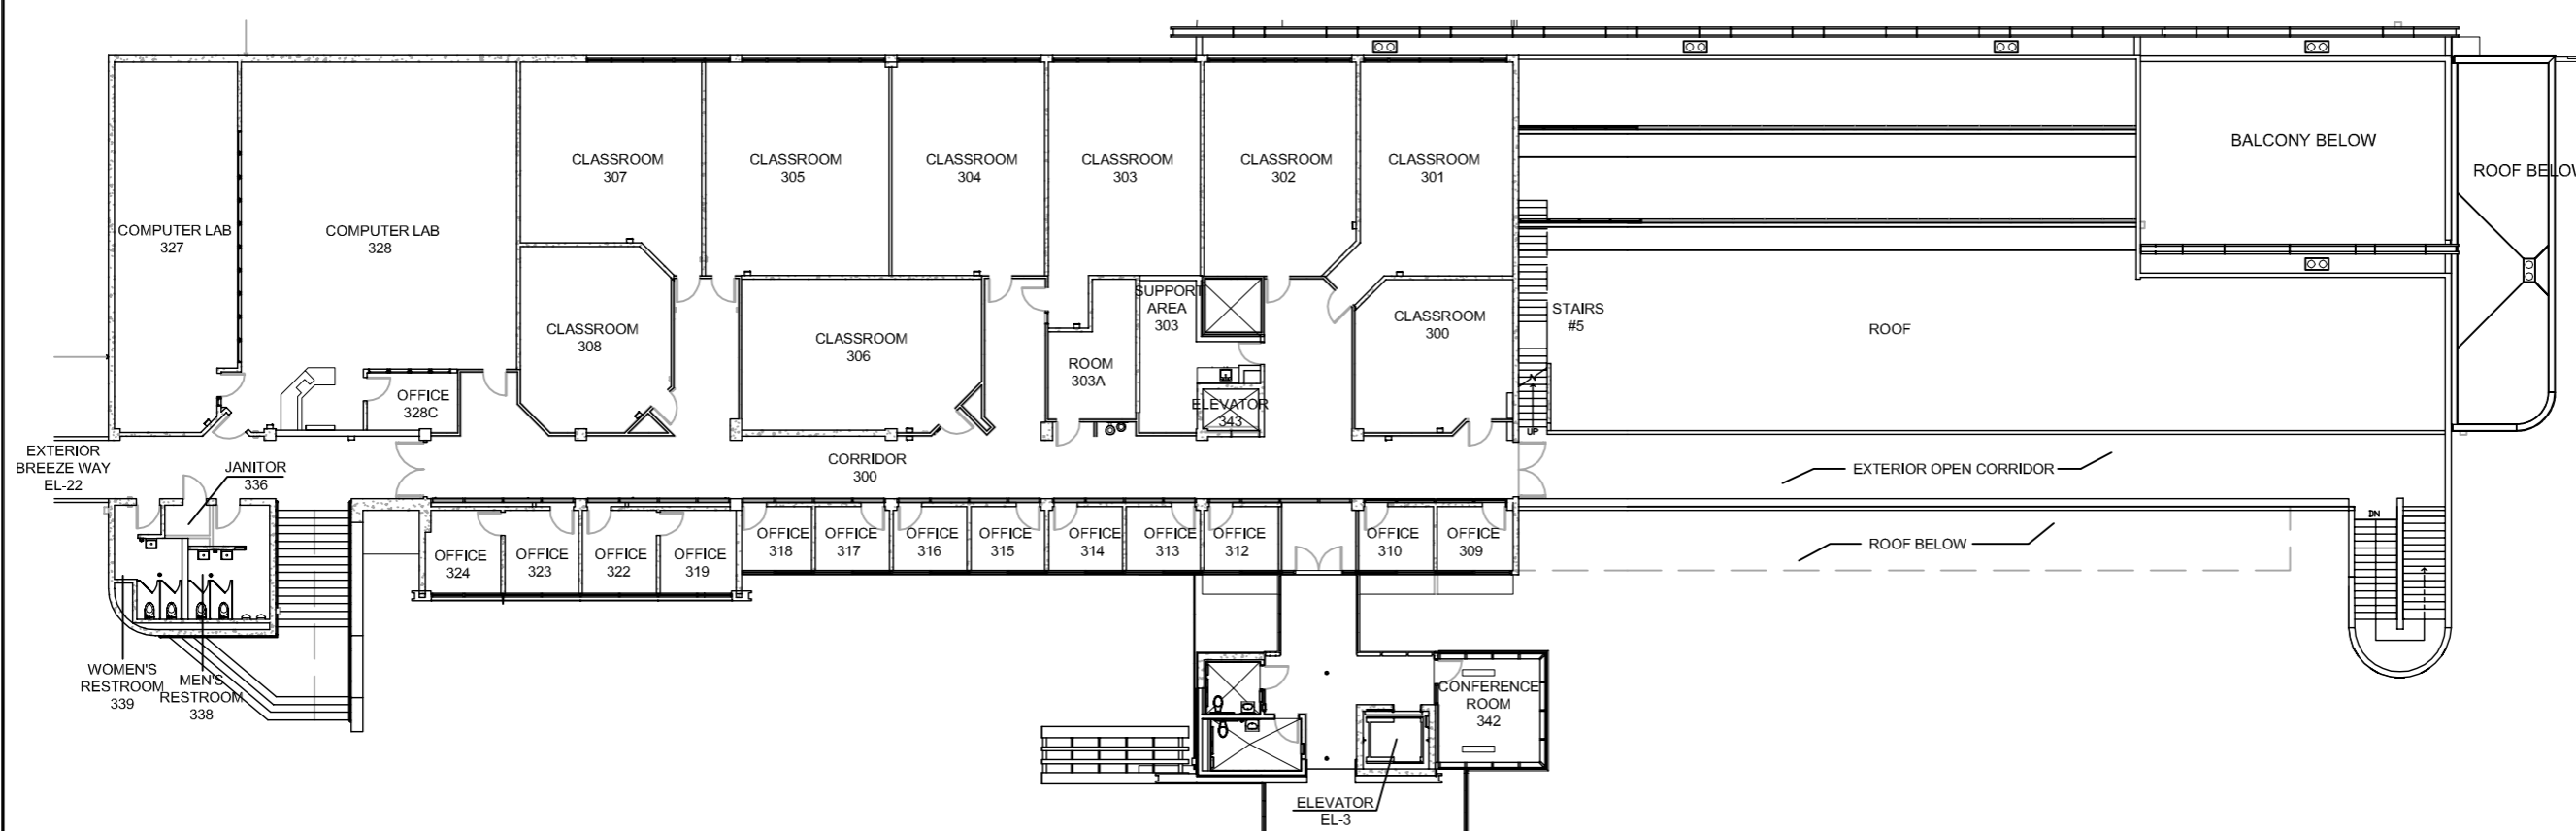 BALCONY BELOW
ROOF BELOW
CLASSROOM
307
CLASSROOM
305
CLASSROOM
304
CLASSROOM
303
CLASSROOM
302
CLASSROOM
301
COMPUTER LAB
327
COMPUTER LAB
328
SUPPORT
AREA
303
STAIRS
#5
ROOF
CLASSROOM
308
CLASSROOM
306
CLASSROOM
300
ROOM
303A
OFFICE
328C
ELEVATOR
343
UP
EXTERIOR
BREEZE WAY
EL-22
JANITOR
336
CORRIDOR
300
EXTERIOR OPEN CORRIDOR
DN
OFFICE
324
OFFICE
323
OFFICE
322
OFFICE
319
OFFICE
318
OFFICE
317
OFFICE
316
OFFICE
315
OFFICE
314
OFFICE
313
OFFICE
312
OFFICE
310
OFFICE
309
ROOF BELOW
WOMEN'S
RESTROOM
339
MEN'S
RESTROOM
338
CONFERENCE
ROOM
342
ELEVATOR
EL-3